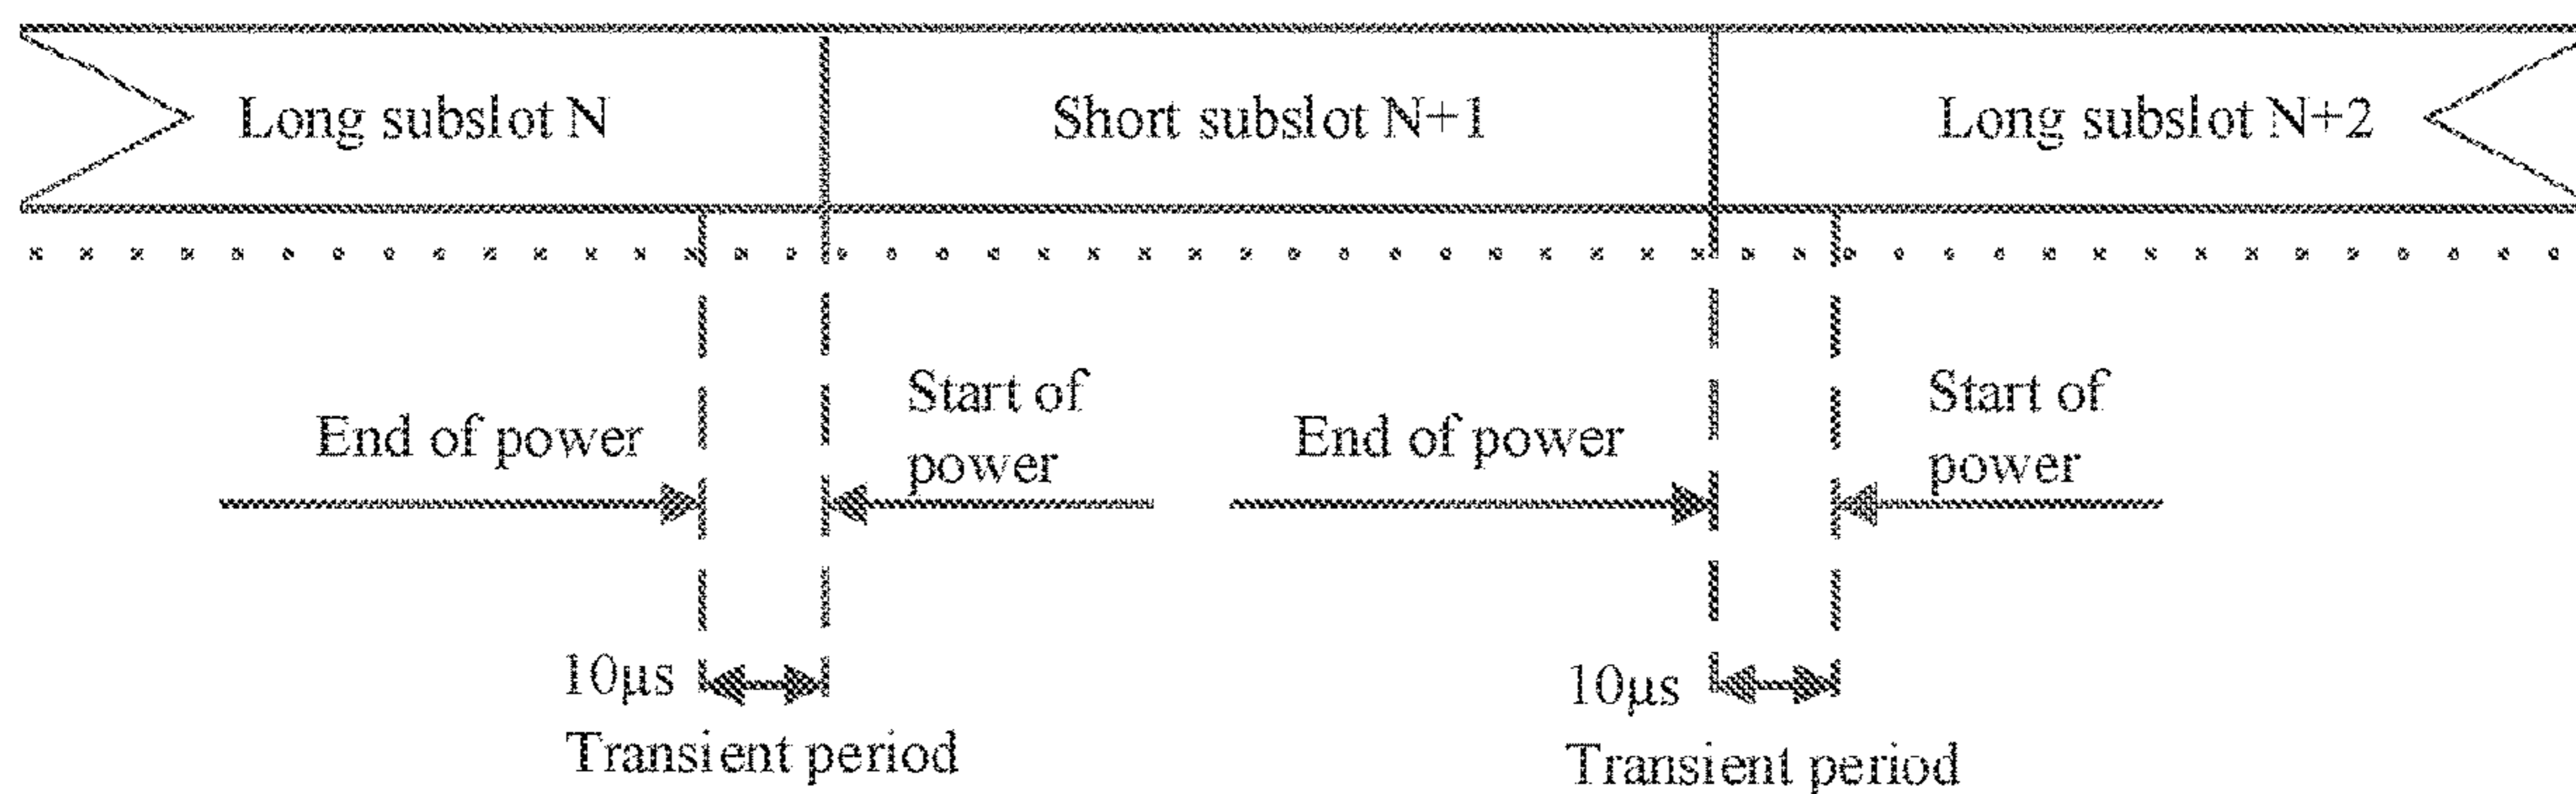 Long subslot N
Short subslot N+1
Long subslot N+2
End of power
Start of
power
End of power
Start of
power
10μs
Transient period
10μs
Transient period